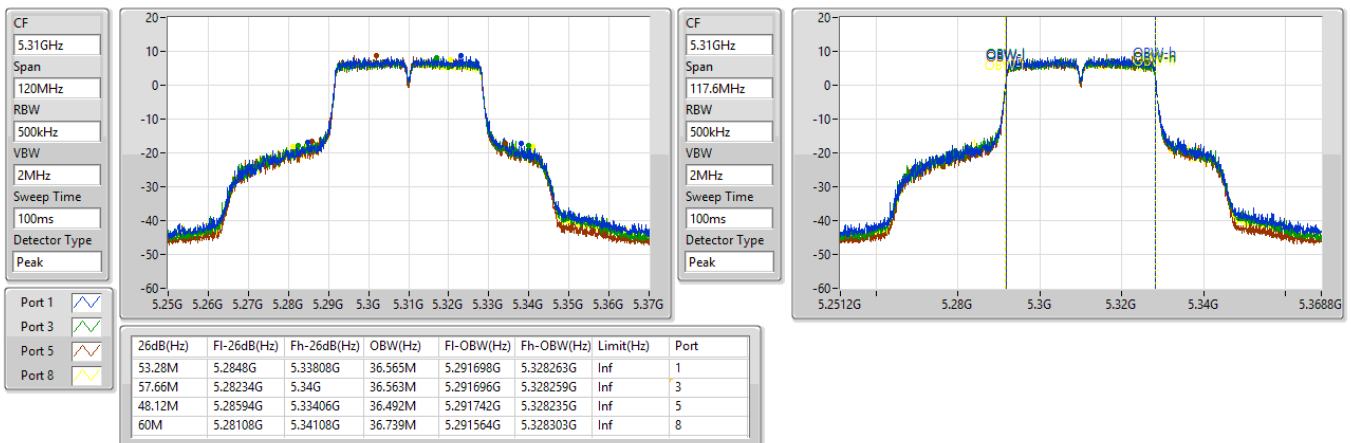 CF
5.31GHz
Span
120MHz
RBW
500kHz
VBW
2MHz
Sweep Time
100ms
Detector Type
Peak
20-
10-
0-
-10-
-20-
-30-
-40-
-50-
-60-
5.25G 5.26G 5.27G 5.28G 5.29G 5.3G 5.31G 5.32G 5.33G 5.34G 5.35G 5.36G 5.37G
CF
5.31GHz
Span
117.6MHz
RBW
500kHz
VBW
2MHz
Sweep Time
100ms
Detector Type
Peak
20-
10-
0-
-10-
-20-
-30-
-40-
-50-
-60-
OBW-l OBW-h
5.2512G 5.28G 5.3G 5.32G 5.34G 5.3688G
Port 1
Port 3
Port 5
Port 8
26dB(Hz) Fl-26dB(Hz) Fh-26dB(Hz) OBW(Hz) Fl-OBW(Hz) Fh-OBW(Hz) Limit(Hz) Port
53.28M 5.2848G 5.33808G 36.565M 5.291698G 5.328263G Inf 1
57.66M 5.28234G 5.34G 36.563M 5.291696G 5.328259G Inf 3
48.12M 5.28594G 5.33406G 36.492M 5.291742G 5.328235G Inf 5
60M 5.28108G 5.34108G 36.739M 5.291564G 5.328303G Inf 8